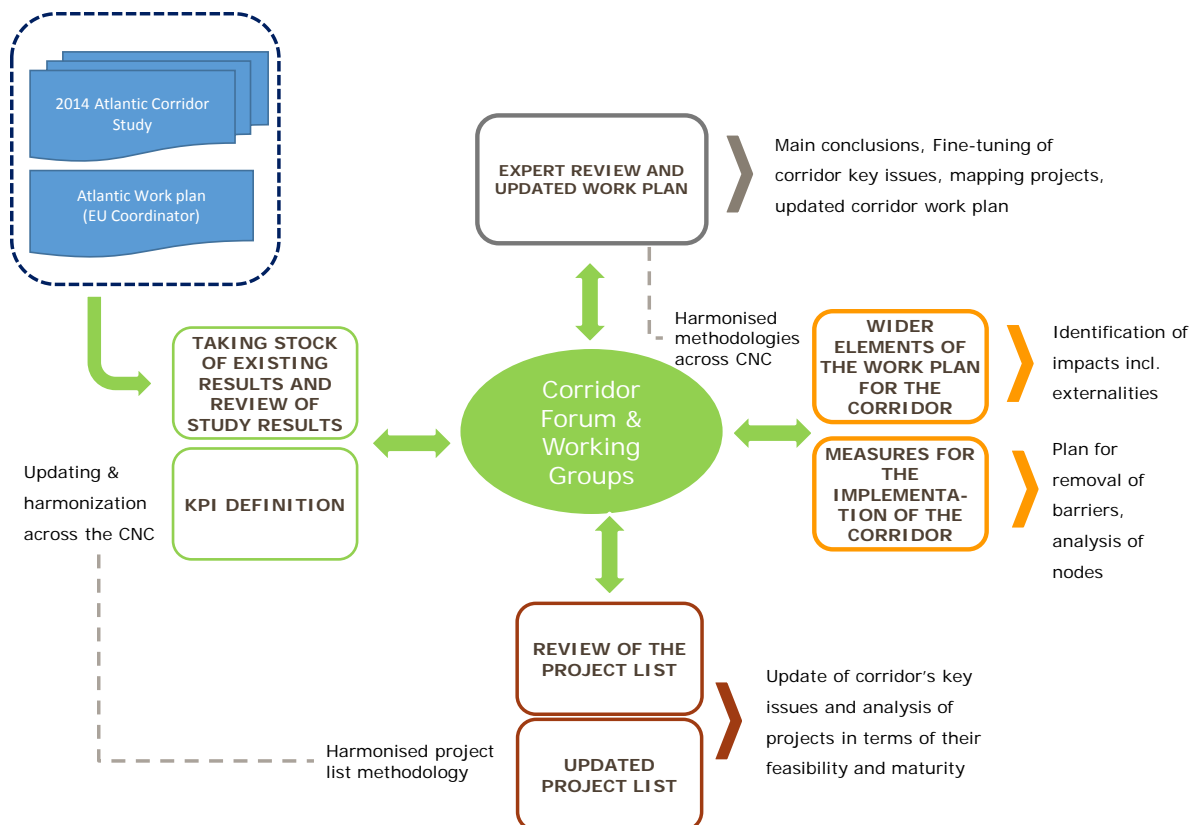 2014 Atlantic Corridor
Study
Atlantic Work plan
(EU Coordinator)
EXPERT REVIEW AND
UPDATED WORK PLAN
Main conclusions, Fine-tuning of
corridor key issues, mapping projects,
updated corridor work plan
TAKING STOCK
OF EXISTING
RESULTS AND
REVIEW OF
STUDY RESULTS
KPI DEFINITION
Updating &
harmonization
across the CNC
Corridor
Forum &
Working
Groups
Harmonised
methodologies
across CNC
WIDER
ELEMENTS OF
THE WORK PLAN
FOR THE
CORRIDOR
Identification of
impacts incl.
externalities
MEASURES FOR
THE
IMPLEMENTA-
TION OF THE
CORRIDOR
Plan for
removal of
barriers,
analysis of
nodes
REVIEW OF THE
PROJECT LIST
UPDATED
PROJECT LIST
Harmonised project
list methodology
Update of corridor’s key
issues and analysis of
projects in terms of their
feasibility and maturity